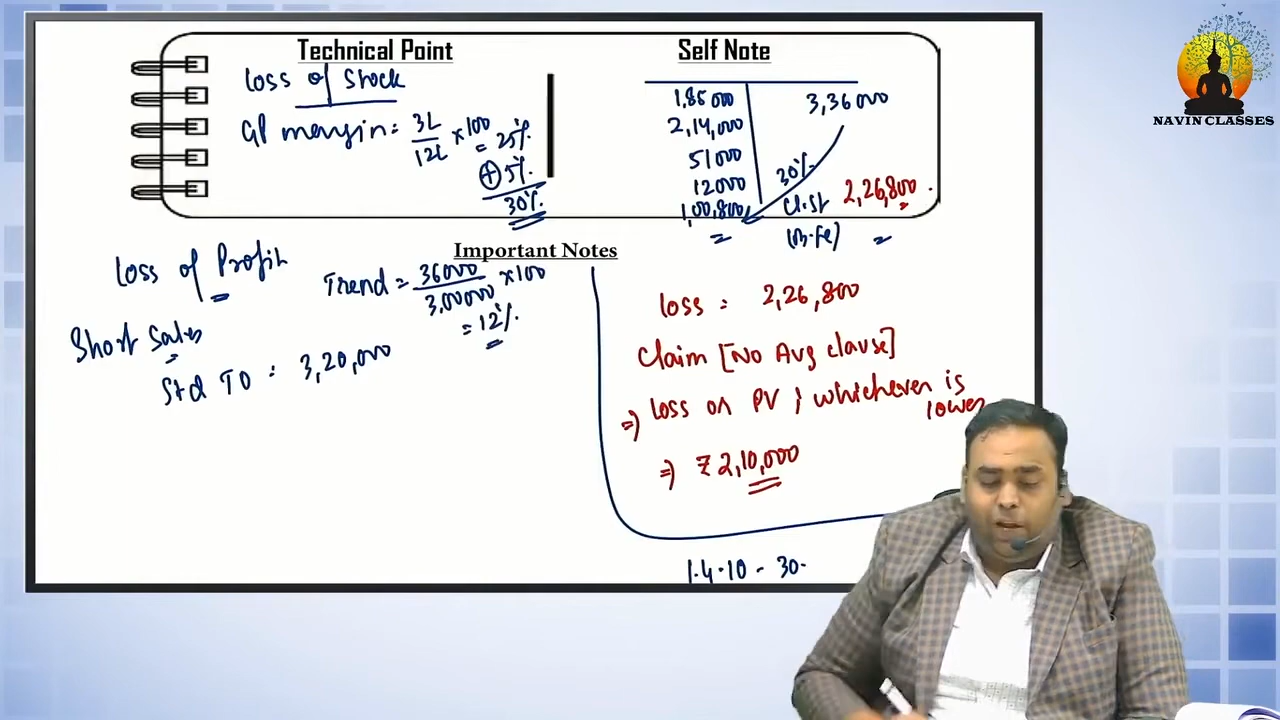 Technical Point
Loss of Stock
GP margin = 3L / 12L × 100 = 25%
⊕ 5%
30%
Self Note
1,85,000
3,36,000
2,14,000
51,000
12,000
1,00,800
30%
Cl. St 2,26,800
(B.Fe)
NAVIN CLASSES
Important Notes
Loss of Profit
Trend = 36000 / 3,00,000 × 100
= 12%
Short Sales
Std TO = 3,20,000
loss = 2,26,800
Claim [No Avg clause]
⇒ loss or PV ; whichever is
lower
⇒ ₹ 2,10,000
1.4.10 - 30.